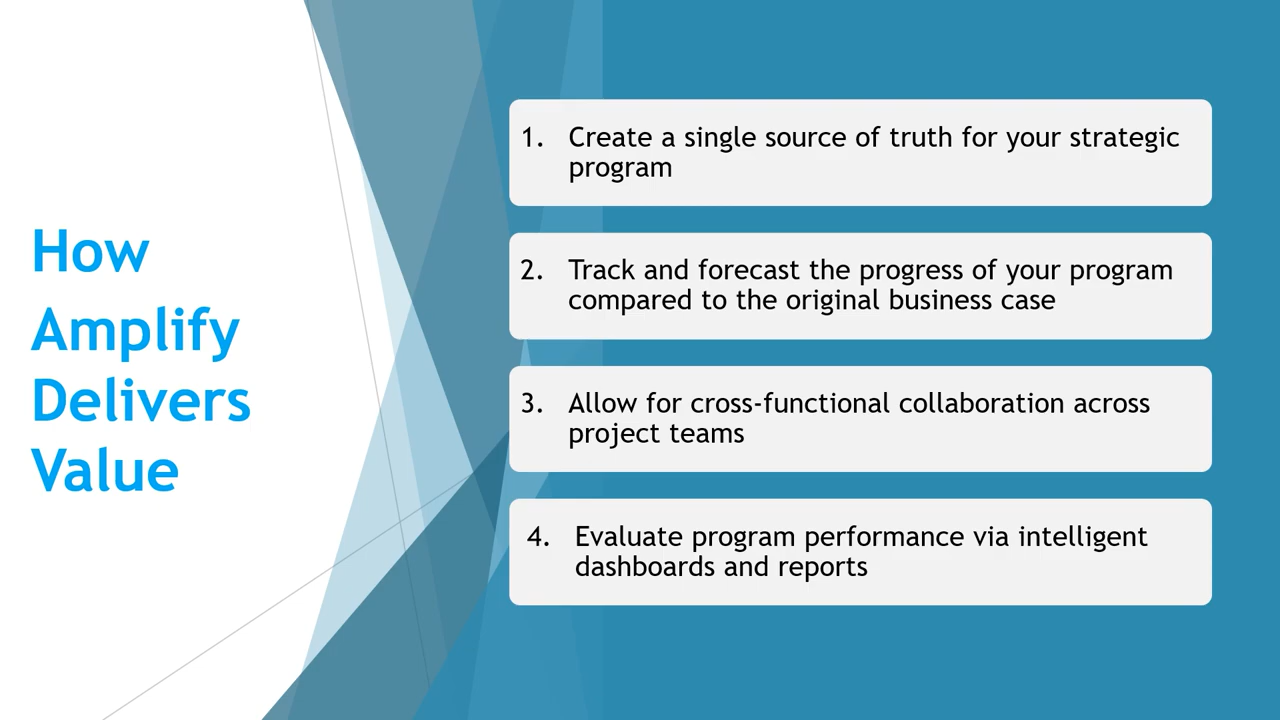 How
Amplify
Delivers
Value
1. Create a single source of truth for your strategic
program
2. Track and forecast the progress of your program
compared to the original business case
3. Allow for cross-functional collaboration across
project teams
4. Evaluate program performance via intelligent
dashboards and reports